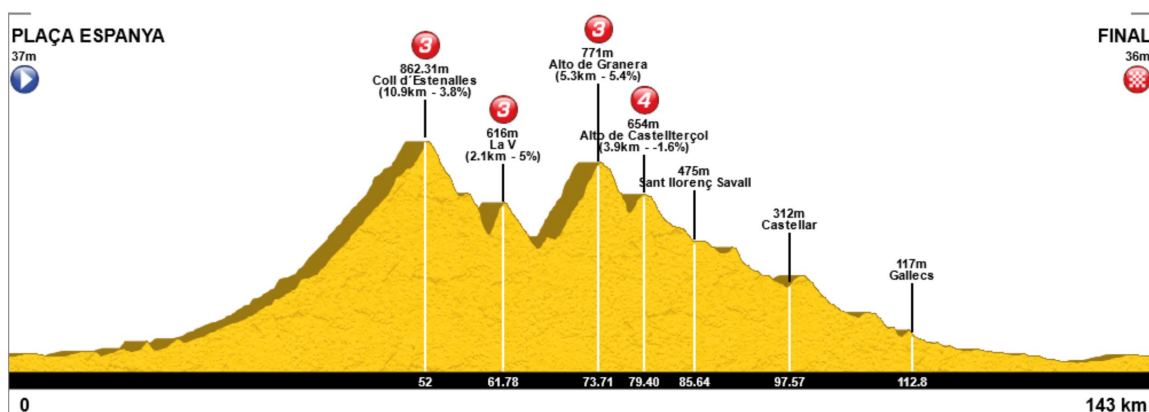 PLAÇA ESPANYA
37m
3
862.31m
Coll d´Estenalles
(10.9km - 3.8%)
3
616m
La V
(2.1km - 5%)
3
771m
Alto de Granera
(5.3km - 5.4%)
4
654m
Alto de Castellterçol
(3.9km - -1.6%)
475m
Sant llorenç Savall
312m
Castellar
117m
Gallecs
FINAL
36m
52 61.78 73.71 79.40 85.64 97.57 112.8
0 143 km